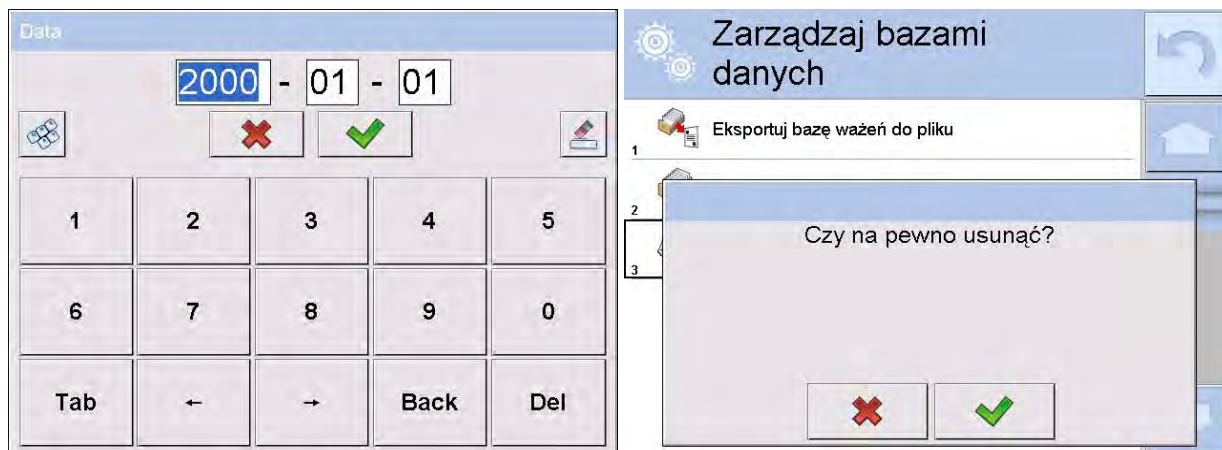 Data
2000 - 01 - 01
1 2 3 4 5
6 7 8 9 0
Tab ← → Back Del
Zarządzaj bazami
danych
1 Eksportuj bazę ważeń do pliku
2
3
Czy na pewno usunąć?